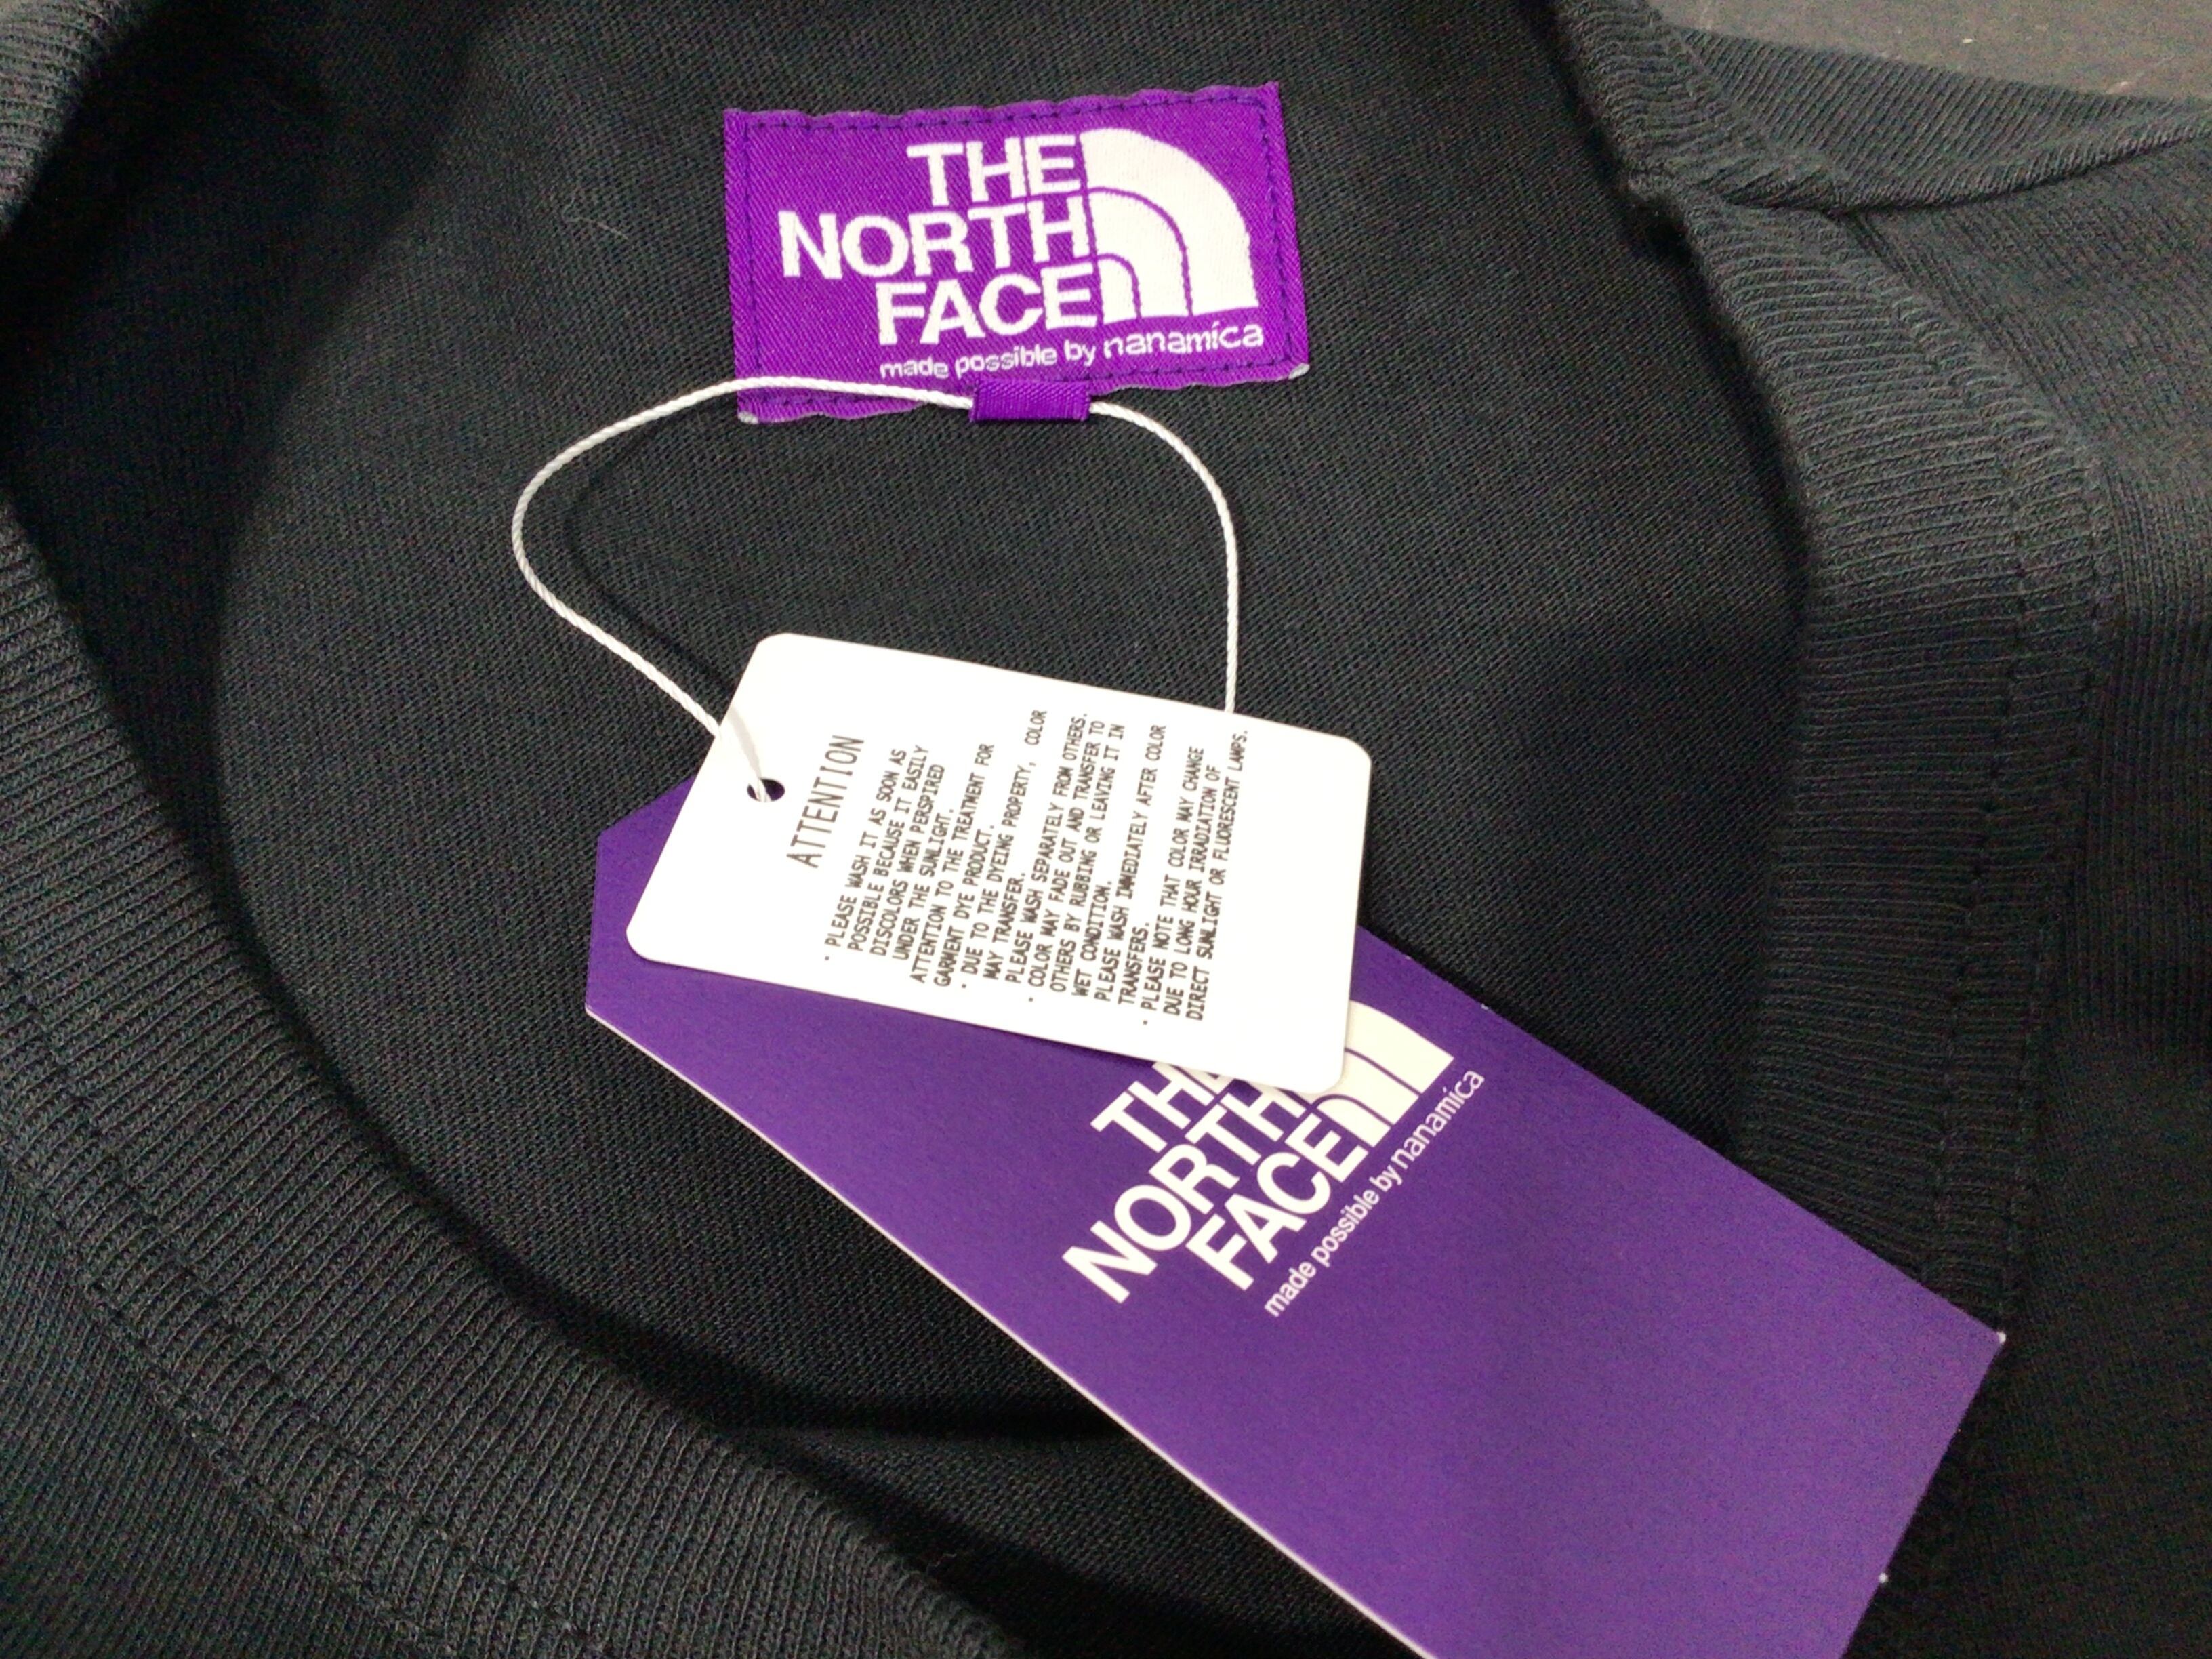 THE
NORTH
FACE
made possible by nanamica
ATTENTION
· PLEASE WASH IT AS SOON AS
POSSIBLE BECAUSE IT EASILY
DISCOLORS WHEN PERSPIRED
UNDER THE SUNLIGHT.
ATTENTION TO THE TREATMENT FOR
GARMENT DYE PRODUCT.
· DUE TO THE DYEING PROPERTY, COLOR
MAY TRANSFER.
PLEASE WASH SEPARATELY FROM OTHERS.
· COLOR MAY FADE OUT AND TRANSFER TO
OTHERS BY RUBBING OR LEAVING IT IN
WET CONDITION.
PLEASE WASH IMMEDIATELY AFTER COLOR
TRANSFERS.
· PLEASE NOTE THAT COLOR MAY CHANGE
DUE TO LONG HOUR IRRADIATION OF
DIRECT SUNLIGHT OR FLUORESCENT LAMPS.
THE
NORTH
FACE
made possible by nanamica